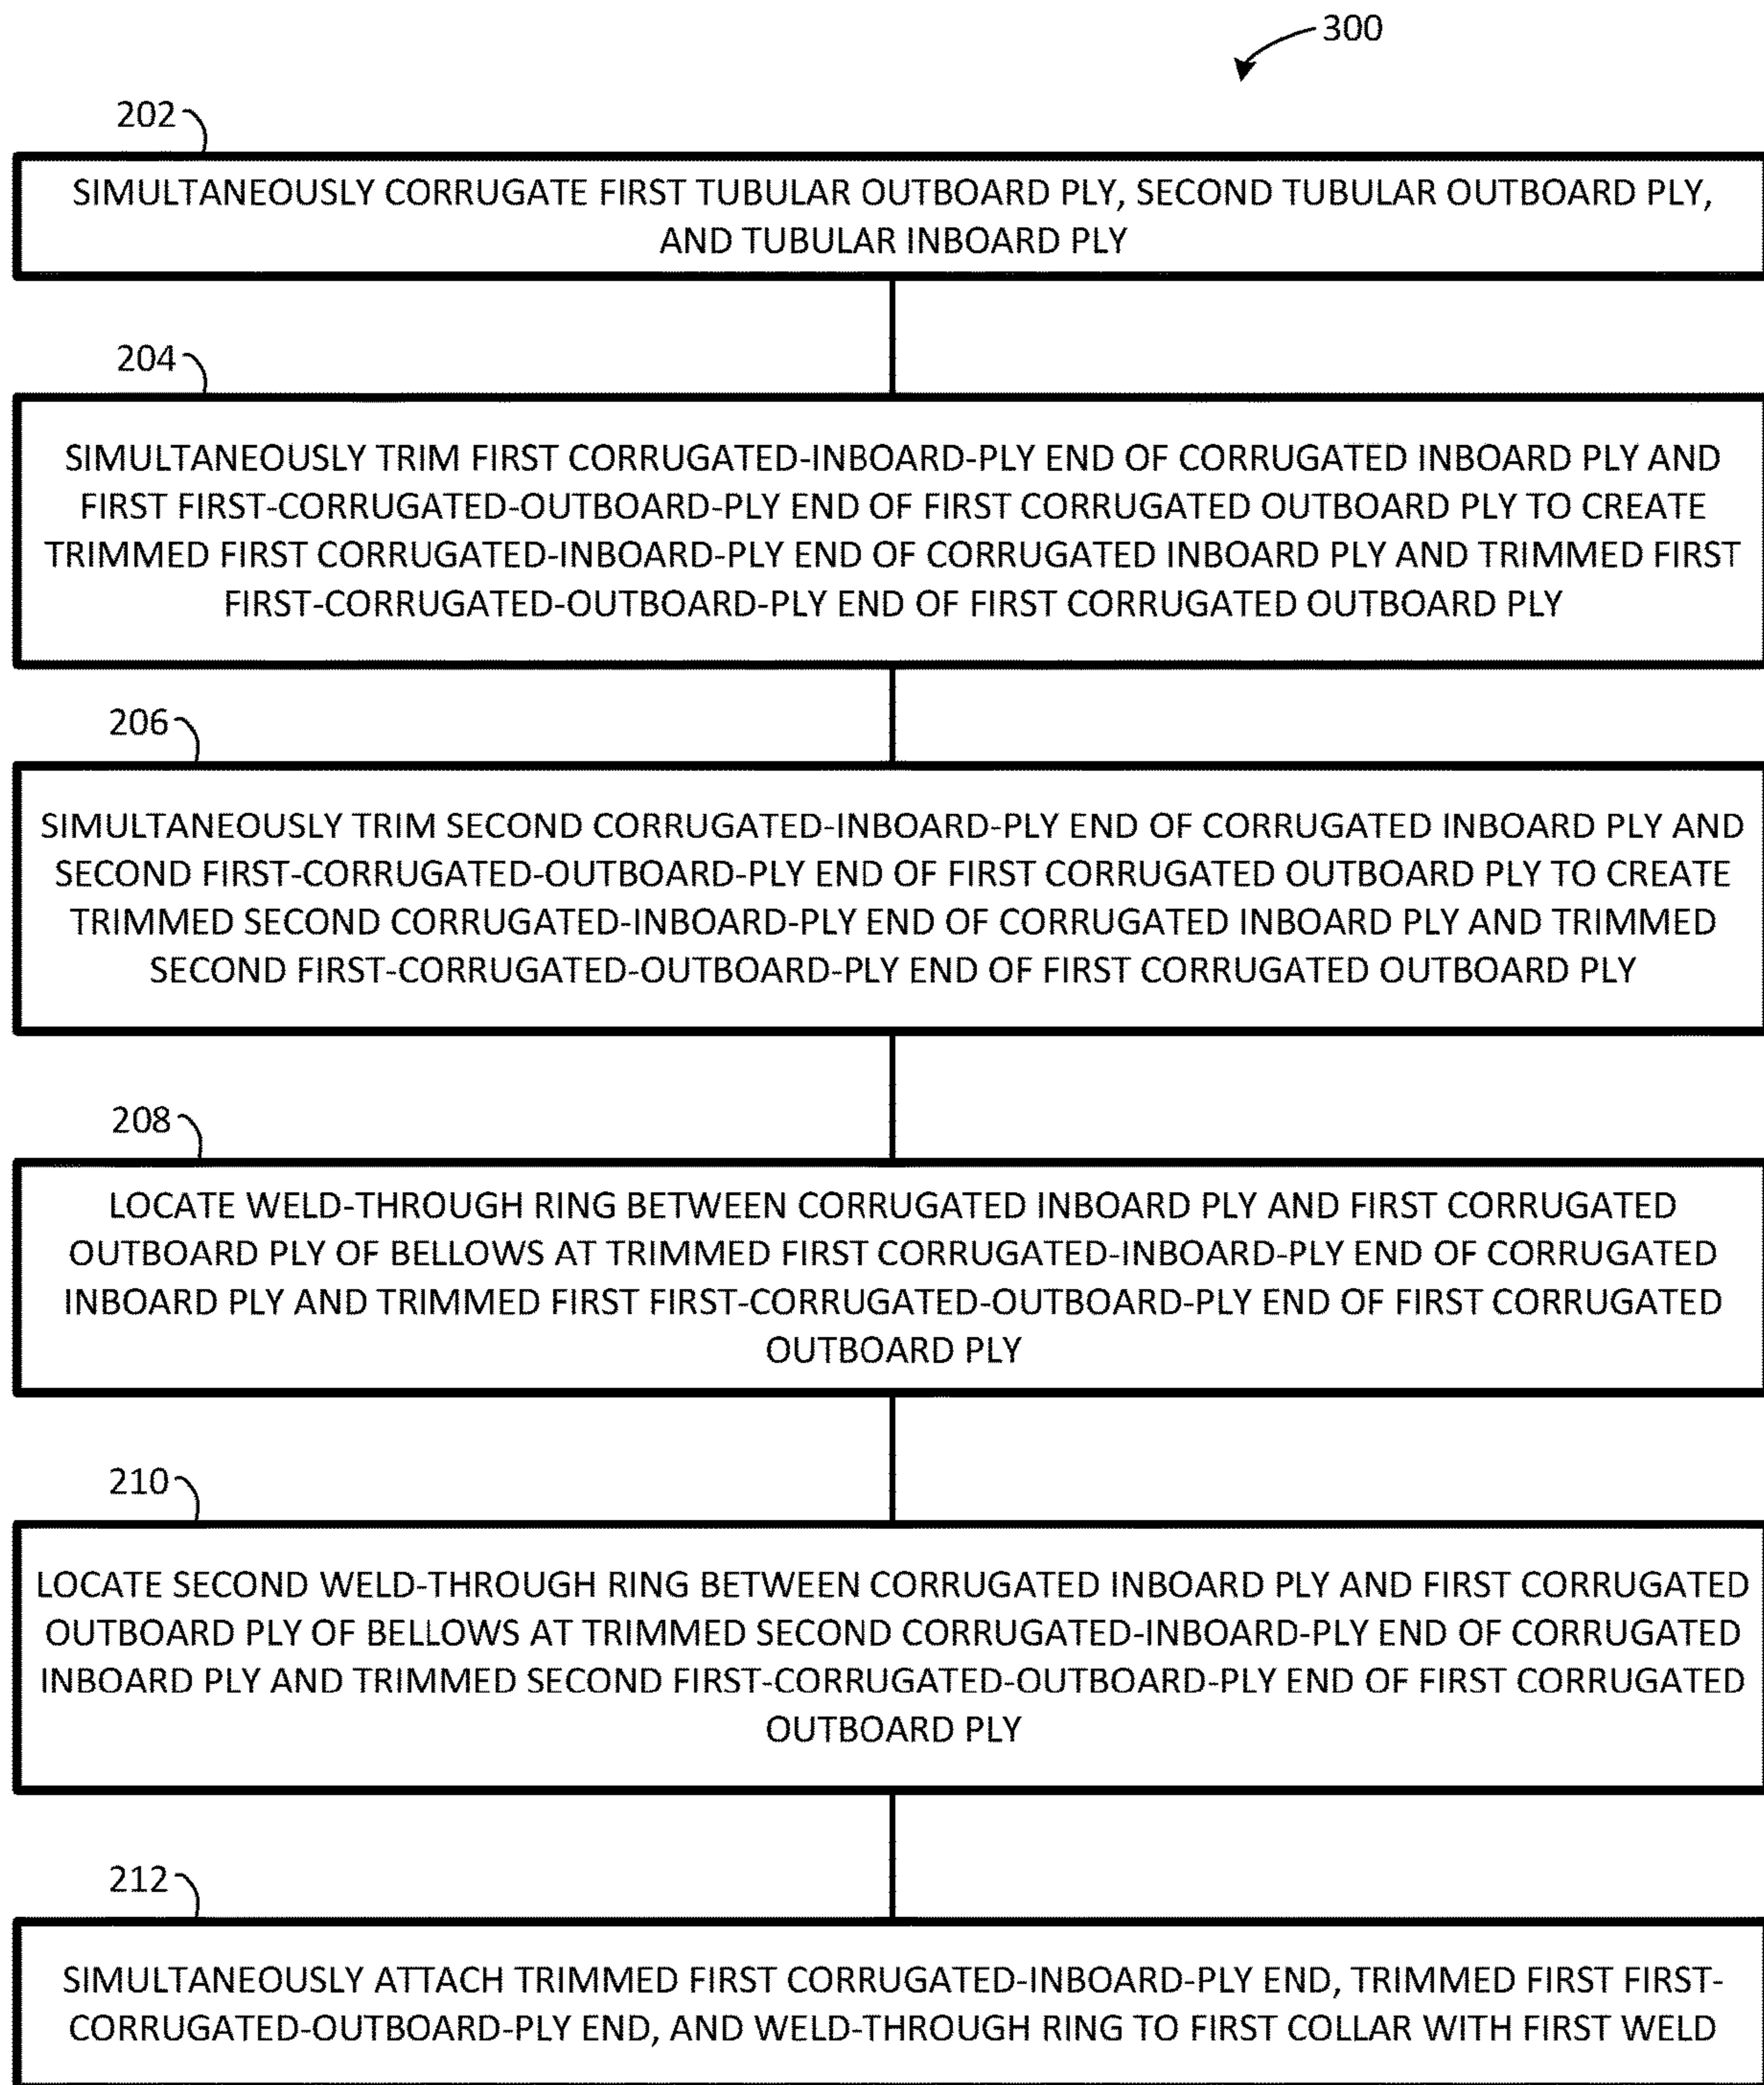 300
202
SIMULTANEOUSLY CORRUGATE FIRST TUBULAR OUTBOARD PLY, SECOND TUBULAR OUTBOARD PLY,
AND TUBULAR INBOARD PLY
204
SIMULTANEOUSLY TRIM FIRST CORRUGATED-INBOARD-PLY END OF CORRUGATED INBOARD PLY AND
FIRST FIRST-CORRUGATED-OUTBOARD-PLY END OF FIRST CORRUGATED OUTBOARD PLY TO CREATE
TRIMMED FIRST CORRUGATED-INBOARD-PLY END OF CORRUGATED INBOARD PLY AND TRIMMED FIRST
FIRST-CORRUGATED-OUTBOARD-PLY END OF FIRST CORRUGATED OUTBOARD PLY
206
SIMULTANEOUSLY TRIM SECOND CORRUGATED-INBOARD-PLY END OF CORRUGATED INBOARD PLY AND
SECOND FIRST-CORRUGATED-OUTBOARD-PLY END OF FIRST CORRUGATED OUTBOARD PLY TO CREATE
TRIMMED SECOND CORRUGATED-INBOARD-PLY END OF CORRUGATED INBOARD PLY AND TRIMMED
SECOND FIRST-CORRUGATED-OUTBOARD-PLY END OF FIRST CORRUGATED OUTBOARD PLY
208
LOCATE WELD-THROUGH RING BETWEEN CORRUGATED INBOARD PLY AND FIRST CORRUGATED
OUTBOARD PLY OF BELLOWS AT TRIMMED FIRST CORRUGATED-INBOARD-PLY END OF CORRUGATED
INBOARD PLY AND TRIMMED FIRST FIRST-CORRUGATED-OUTBOARD-PLY END OF FIRST CORRUGATED
OUTBOARD PLY
210
LOCATE SECOND WELD-THROUGH RING BETWEEN CORRUGATED INBOARD PLY AND FIRST CORRUGATED
OUTBOARD PLY OF BELLOWS AT TRIMMED SECOND CORRUGATED-INBOARD-PLY END OF CORRUGATED
INBOARD PLY AND TRIMMED SECOND FIRST-CORRUGATED-OUTBOARD-PLY END OF FIRST CORRUGATED
OUTBOARD PLY
212
SIMULTANEOUSLY ATTACH TRIMMED FIRST CORRUGATED-INBOARD-PLY END, TRIMMED FIRST FIRST-
CORRUGATED-OUTBOARD-PLY END, AND WELD-THROUGH RING TO FIRST COLLAR WITH FIRST WELD